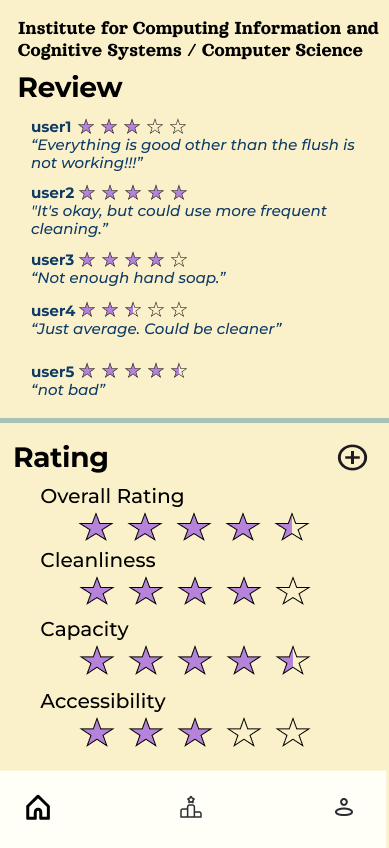 Institute for Computing Information and
Cognitive Systems / Computer Science
Review
user1
“Everything is good other than the flush is
not working!!!”
user2
"It's okay, but could use more frequent
cleaning.”
user3
“Not enough hand soap.”
user4
“Just average. Could be cleaner”
user5
“not bad”
Rating
Overall Rating
Cleanliness
Capacity
Accessibility